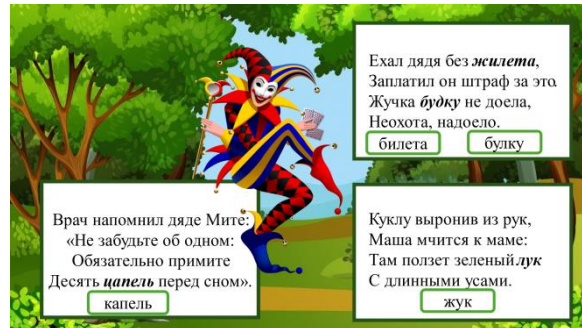 Ехал дядя без жилета,
Заплатил он штраф за это.
Жучка будку не доела,
Неохота, надоело.
билета булку
Врач напомнил дяде Мите:
«Не забудьте об одном:
Обязательно примите
Десять цапель перед сном».
капель
Куклу выронив из рук,
Маша мчится к маме:
Там ползет зеленый лук
С длинными усами.
жук